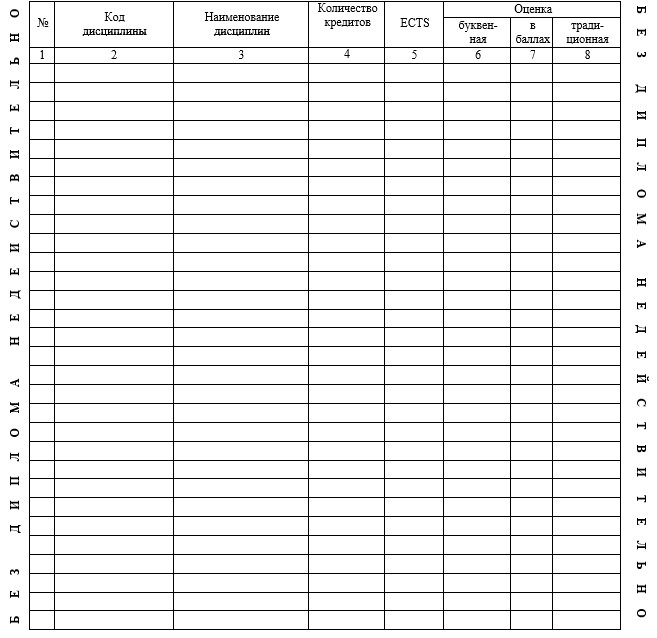 №
Код
дисциплины
Наименование
дисциплин
Количество
кредитов
ECTS
Оценка
буквен-
ная
в
баллах
тради-
ционная
1 2 3 4 5 6 7 8
БЕЗ ДИПЛОМА НЕДЕЙСТВИТЕЛЬНО
БЕЗ ДИПЛОМА НЕДЕЙСТВИТЕЛЬНО